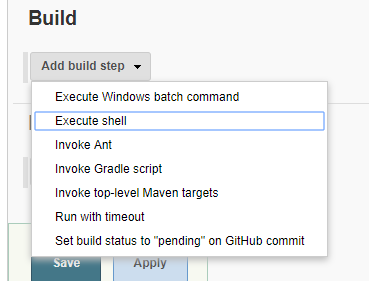 Build
Add build step
Execute Windows batch command
Execute shell
Invoke Ant
Invoke Gradle script
Invoke top-level Maven targets
Run with timeout
Set build status to "pending" on GitHub commit
Save
Apply